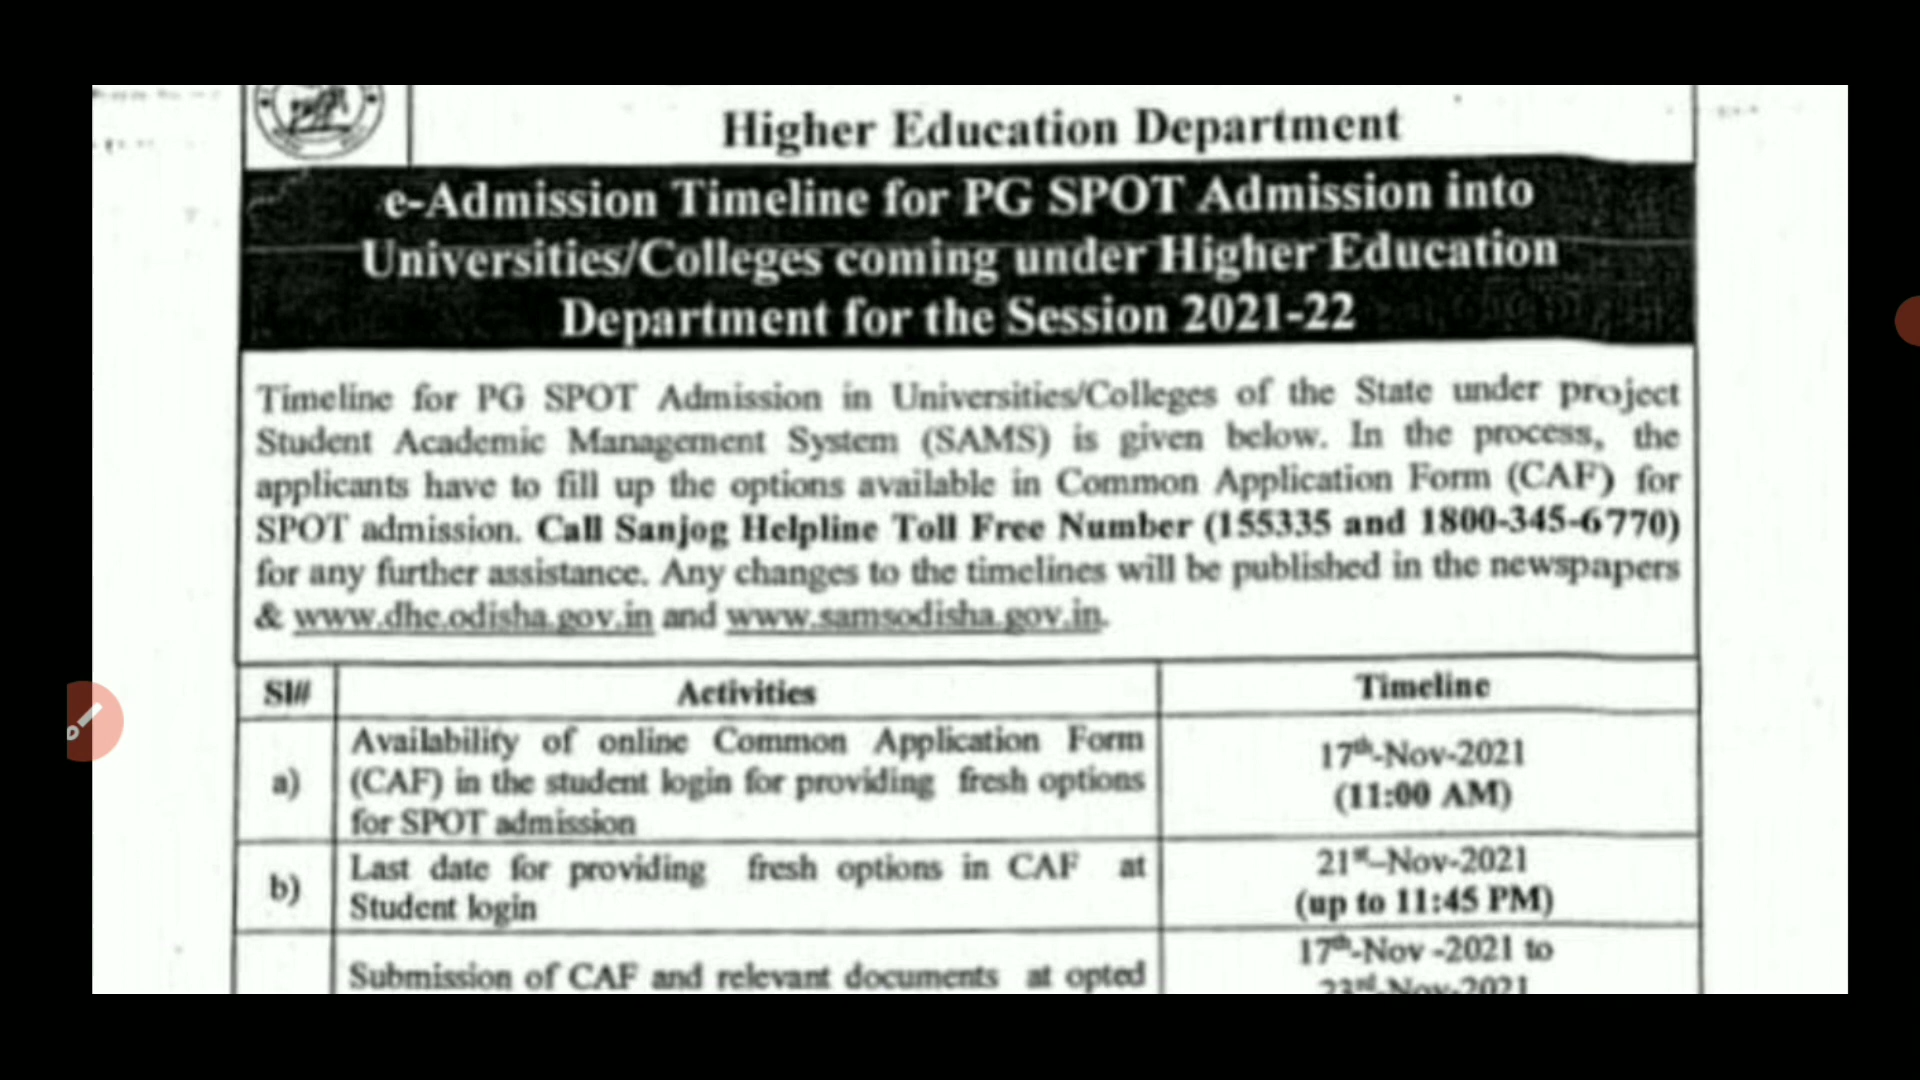 Higher Education Department
e-Admission Timeline for PG SPOT Admission into
Universities/Colleges coming under Higher Education
Department for the Session 2021-22
Timeline for PG SPOT Admission in Universities/Colleges of the State under project
Student Academic Management System (SAMS) is given below. In the process, the
applicants have to fill up the options available in Common Application Form (CAF) for
SPOT admission. Call Sanjog Helpline Toll Free Number (155335 and 1800-345-6770)
for any further assistance. Any changes to the timelines will be published in the newspapers
& www.dhe.odisha.gov.in and www.samsodisha.gov.in.
Sl# Activities Timeline
a) Availability of online Common Application Form
(CAF) in the student login for providing fresh options
for SPOT admission
17th-Nov-2021
(11:00 AM)
b) Last date for providing fresh options in CAF at
Student login
21st-Nov-2021
(up to 11:45 PM)
Submission of CAF and relevant documents at opted
17th-Nov -2021 to
23rd-Nov-2021